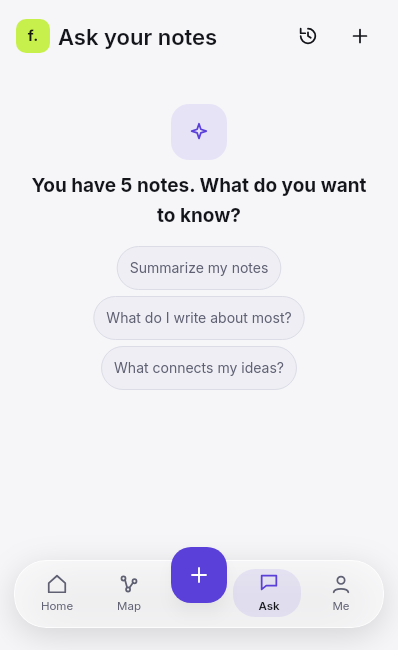 f.
Ask your notes
You have 5 notes. What do you want
to know?
Summarize my notes
What do I write about most?
What connects my ideas?
Home
Map
Ask
Me